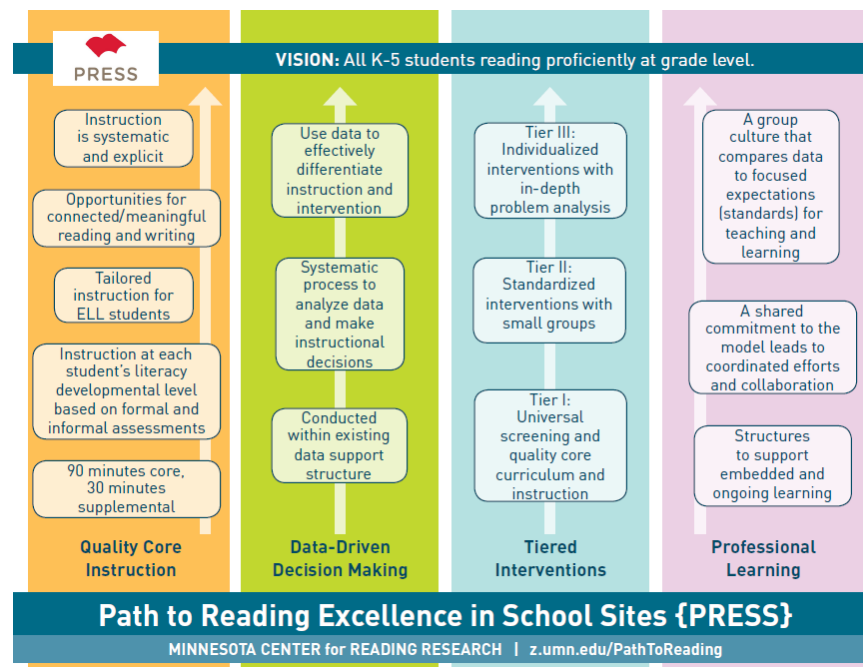 PRESS
VISION: All K-5 students reading proficiently at grade level.
Instruction
is systematic
and explicit
Opportunities for
connected/meaningful
reading and writing
Tailored
instruction for
ELL students
Instruction at each
student's literacy
developmental level
based on formal and
informal assessments
90 minutes core,
30 minutes
supplemental
Quality Core
Instruction
Use data to
effectively
differentiate
instruction and
intervention
Systematic
process to
analyze data
and make
instructional
decisions
Conducted
within existing
data support
structure
Data-Driven
Decision Making
Tier III:
Individualized
interventions with
in-depth
problem analysis
Tier II:
Standardized
interventions with
small groups
Tier I:
Universal
screening and
quality core
curriculum and
instruction
Tiered
Interventions
A group
culture that
compares data
to focused
expectations
(standards) for
teaching and
learning
A shared
commitment to the
model leads to
coordinated efforts
and collaboration
Structures
to support
embedded and
ongoing learning
Professional
Learning
Path to Reading Excellence in School Sites {PRESS}
MINNESOTA CENTER for READING RESEARCH | z.umn.edu/PathToReading